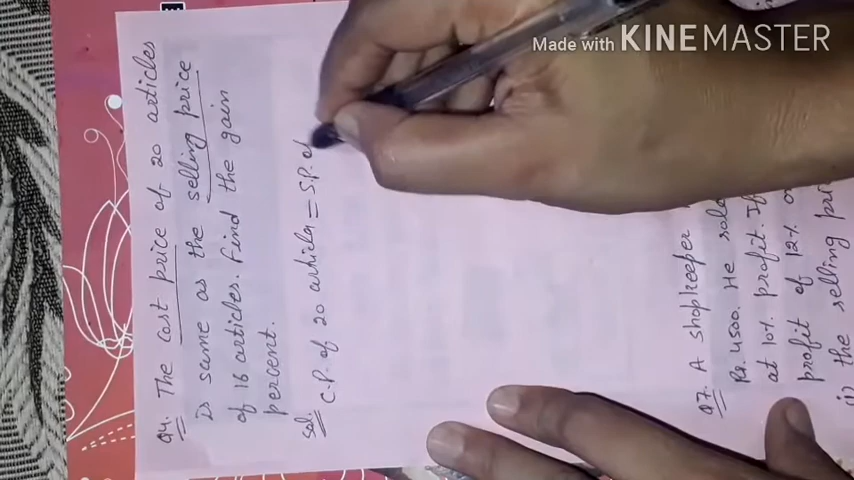 Made with KINEMASTER
Q4. The cost price of 20 articles
is same as the selling price
of 16 articles. Find the gain
percent.
Sol. C.P. of 20 articles = S.P. of
Q7. A shopkeeper
Rs. 4500. He sale
at 10% profit. If
profit of 12% o
(i) the selling pri